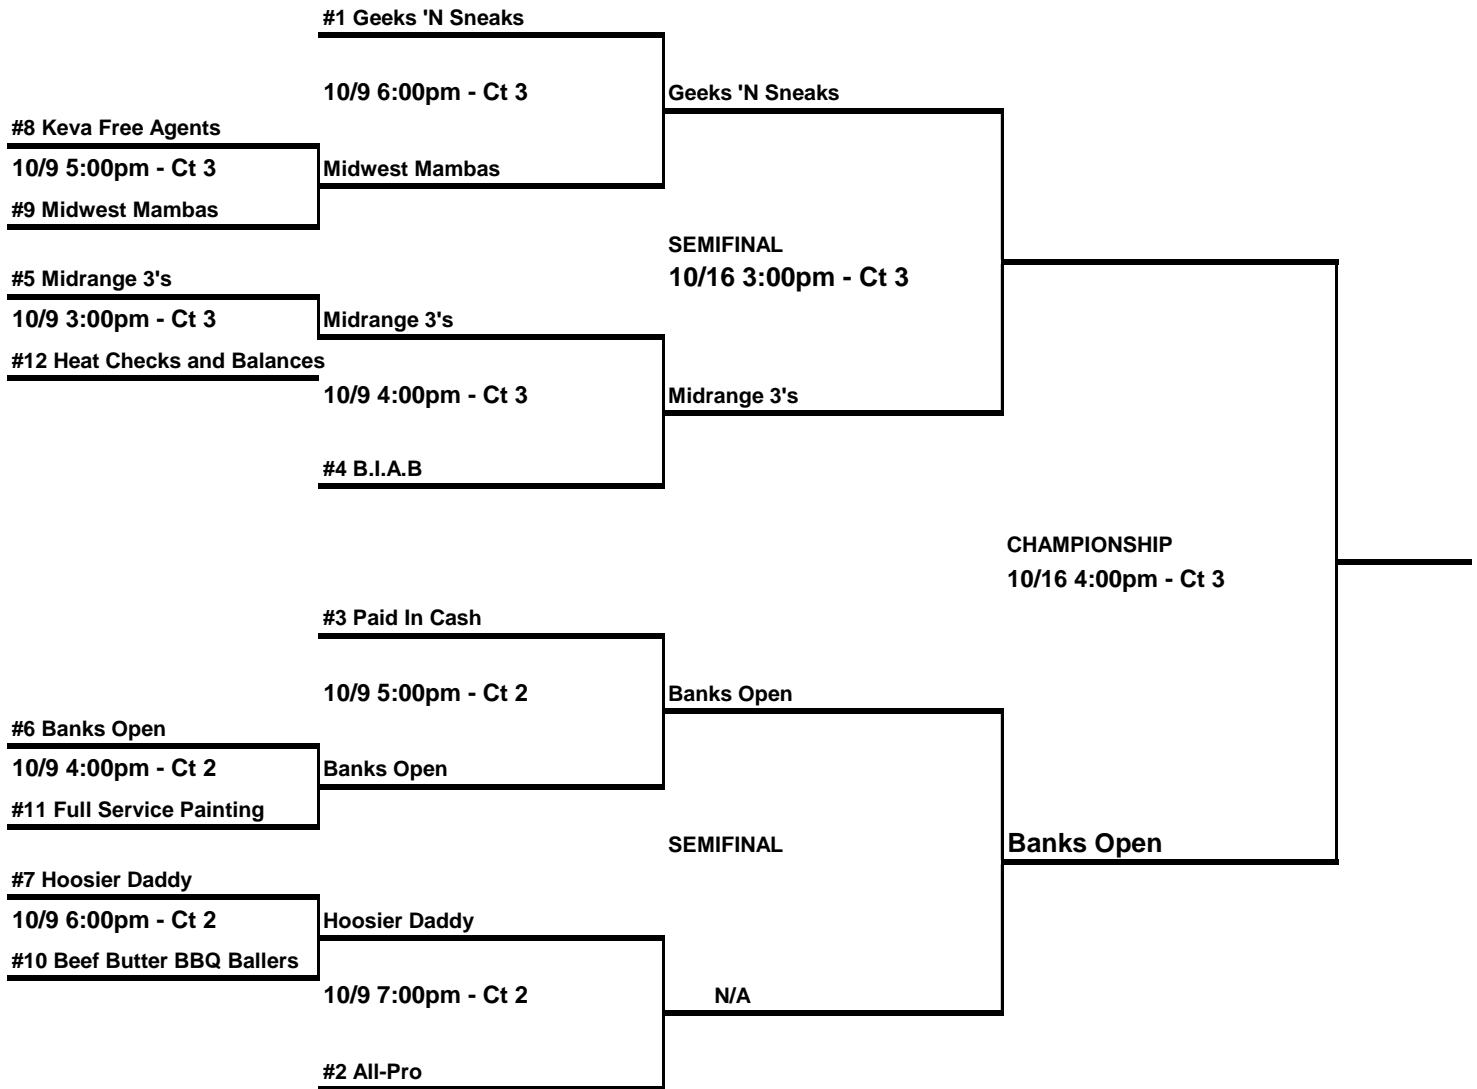 #1 Geeks 'N Sneaks
10/9 6:00pm - Ct 3
Geeks 'N Sneaks
#8 Keva Free Agents
10/9 5:00pm - Ct 3
Midwest Mambas
#9 Midwest Mambas
SEMIFINAL
10/16 3:00pm - Ct 3
#5 Midrange 3's
10/9 3:00pm - Ct 3
Midrange 3's
#12 Heat Checks and Balances
10/9 4:00pm - Ct 3
Midrange 3's
#4 B.I.A.B
CHAMPIONSHIP
10/16 4:00pm - Ct 3
#3 Paid In Cash
10/9 5:00pm - Ct 2
Banks Open
#6 Banks Open
10/9 4:00pm - Ct 2
Banks Open
#11 Full Service Painting
SEMIFINAL
Banks Open
#7 Hoosier Daddy
10/9 6:00pm - Ct 2
Hoosier Daddy
#10 Beef Butter BBQ Ballers
10/9 7:00pm - Ct 2
N/A
#2 All-Pro